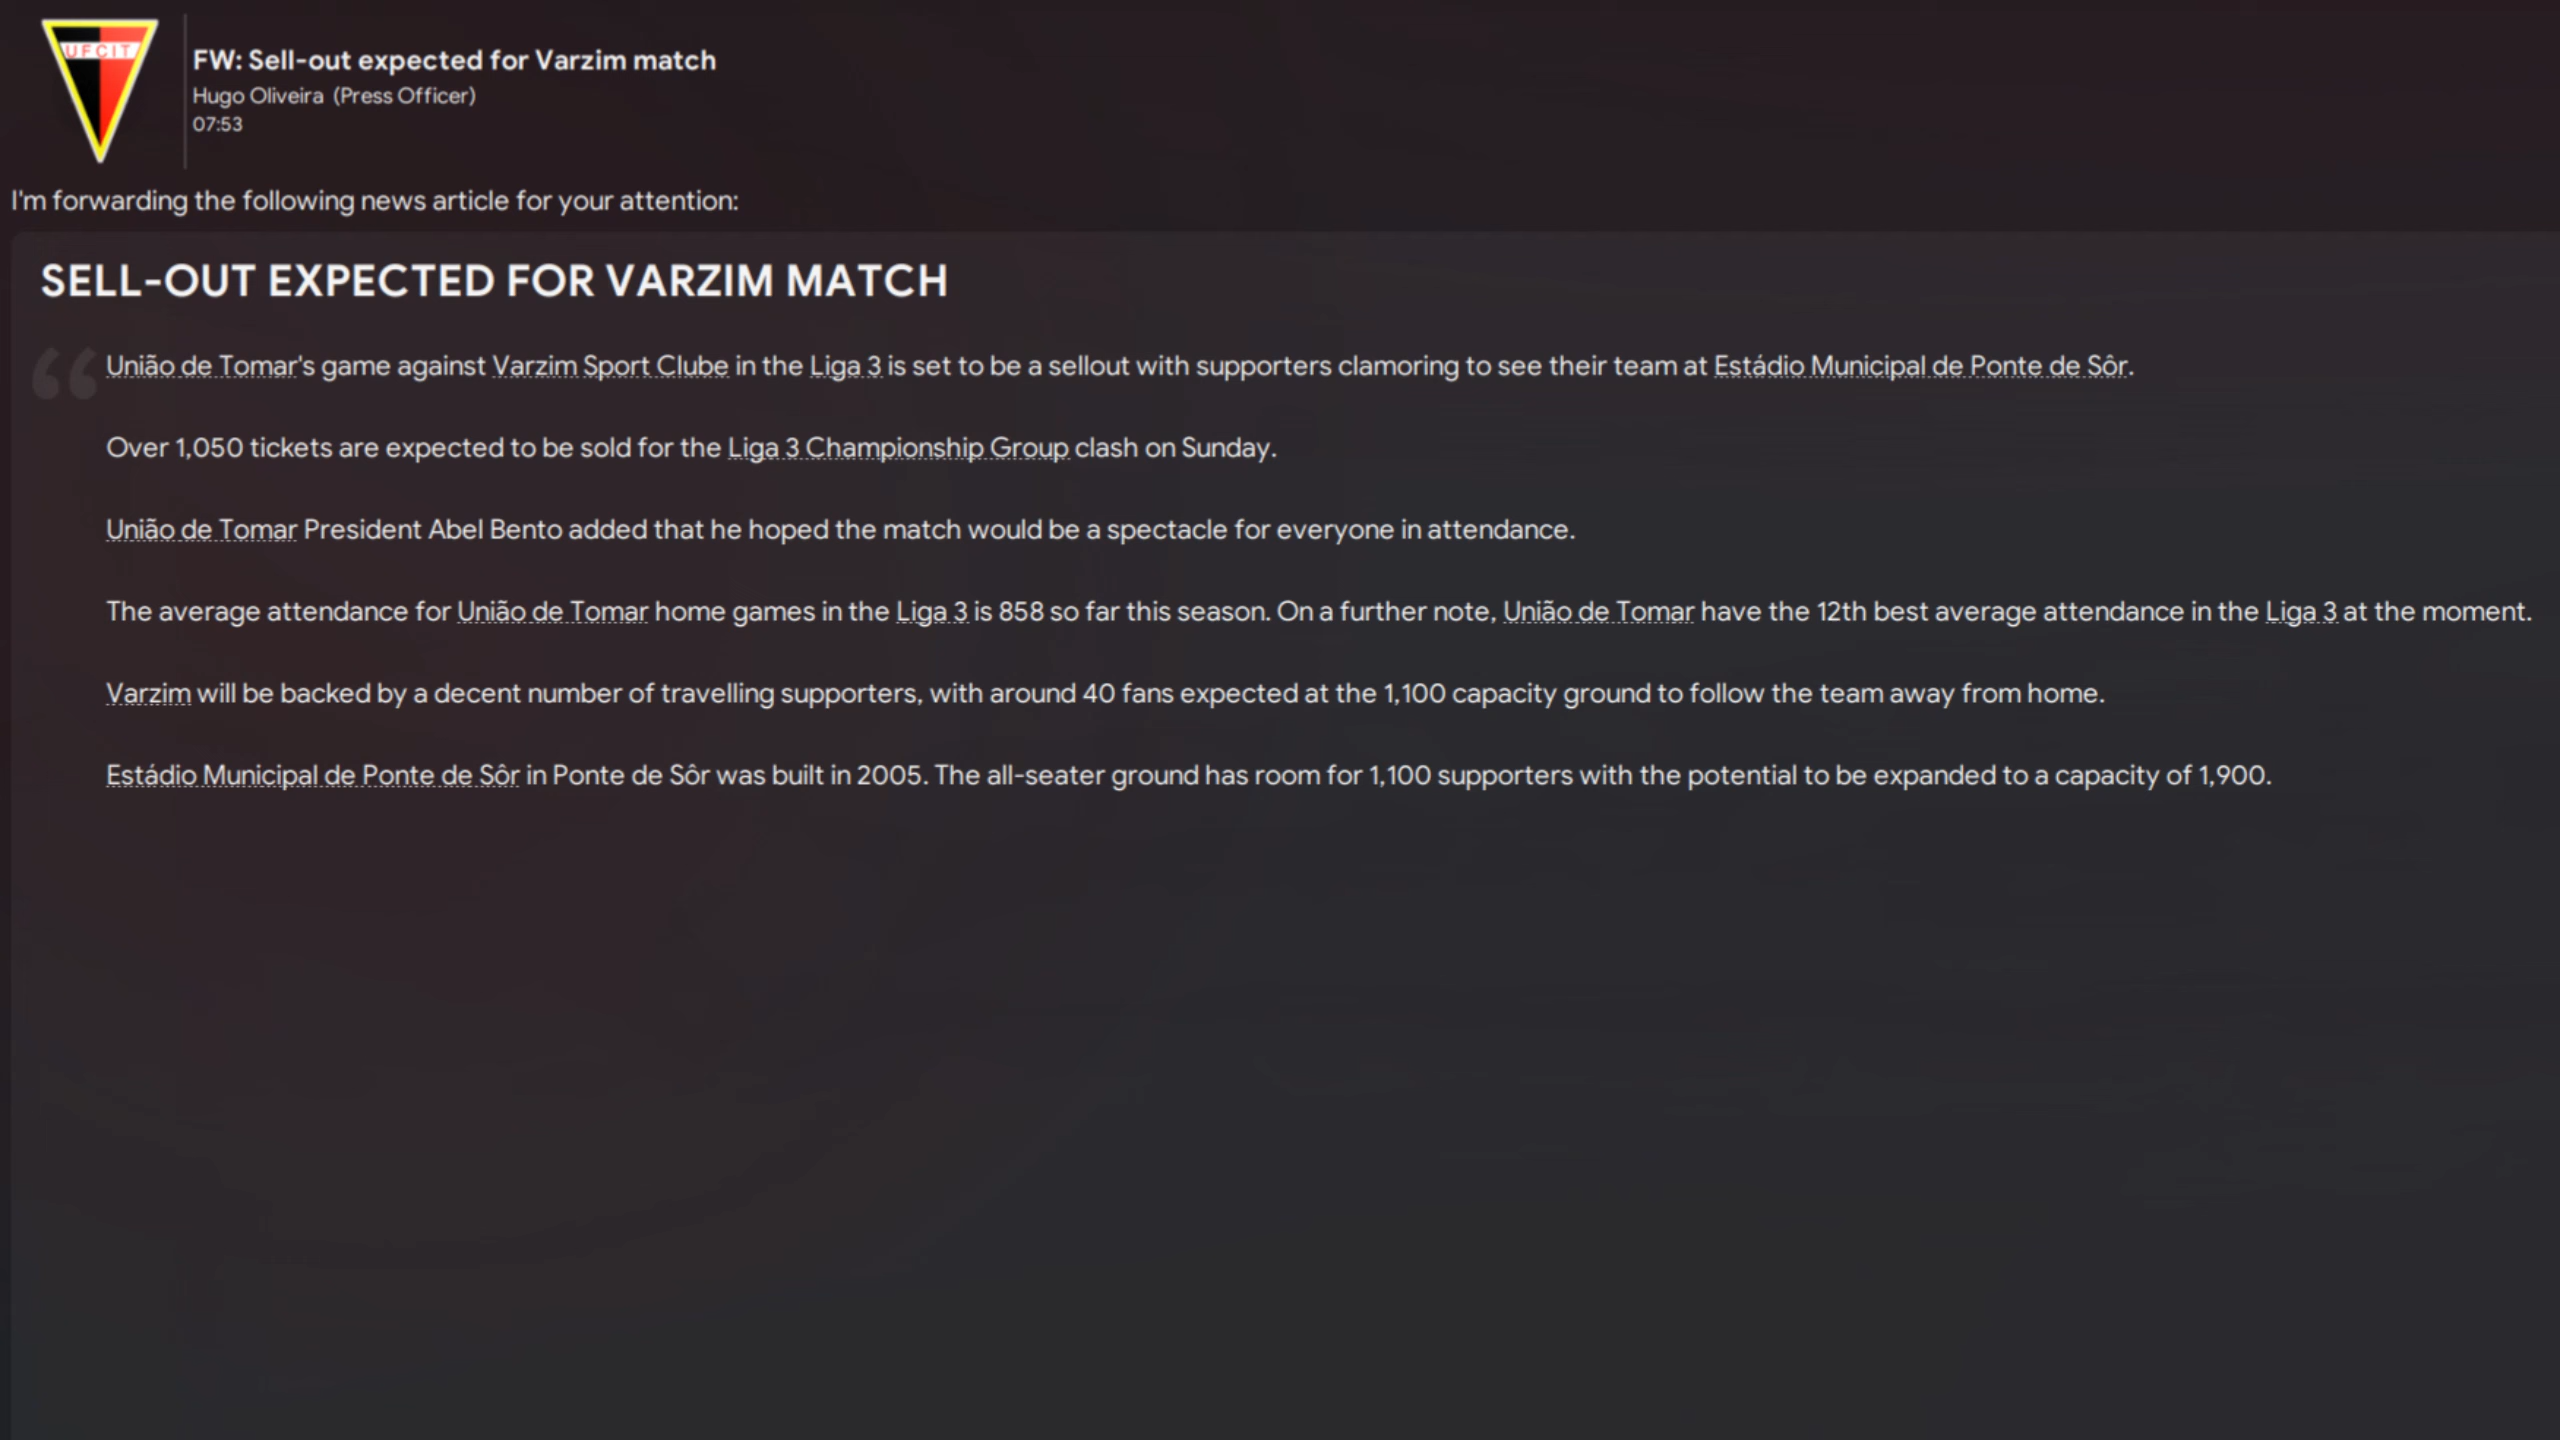 UFCIT
FW: Sell-out expected for Varzim match
Hugo Oliveira (Press Officer)
07:53
I'm forwarding the following news article for your attention:
SELL-OUT EXPECTED FOR VARZIM MATCH
União de Tomar's game against Varzim Sport Clube in the Liga 3 is set to be a sellout with supporters clamoring to see their team at Estádio Municipal de Ponte de Sôr.
Over 1,050 tickets are expected to be sold for the Liga 3 Championship Group clash on Sunday.
União de Tomar President Abel Bento added that he hoped the match would be a spectacle for everyone in attendance.
The average attendance for União de Tomar home games in the Liga 3 is 858 so far this season. On a further note, União de Tomar have the 12th best average attendance in the Liga 3 at the moment.
Varzim will be backed by a decent number of travelling supporters, with around 40 fans expected at the 1,100 capacity ground to follow the team away from home.
Estádio Municipal de Ponte de Sôr in Ponte de Sôr was built in 2005. The all-seater ground has room for 1,100 supporters with the potential to be expanded to a capacity of 1,900.